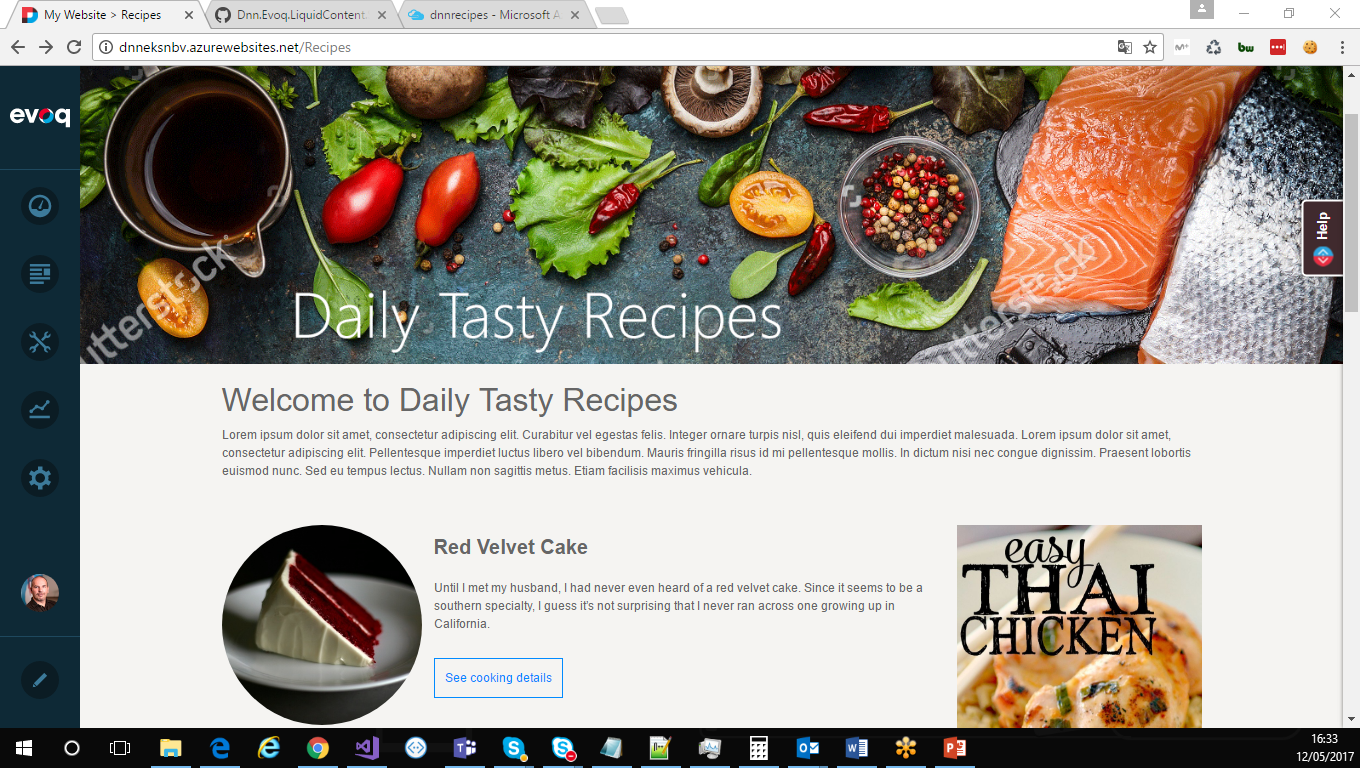 My Website > Recipes
Dnn.Evoq.LiquidContent.
dnnrecipes - Microsoft A
dnneksnbv.azurewebsites.net/Recipes
bw
evoq
Help
Daily Tasty Recipes
Welcome to Daily Tasty Recipes
Lorem ipsum dolor sit amet, consectetur adipiscing elit. Curabitur vel egestas felis. Integer ornare turpis nisl, quis eleifend dui imperdiet malesuada. Lorem ipsum dolor sit amet,
consectetur adipiscing elit. Pellentesque imperdiet luctus libero vel bibendum. Mauris fringilla risus id mi pellentesque mollis. In dictum nisi nec congue dignissim. Praesent lobortis
euismod nunc. Sed eu tempus lectus. Nullam non sagittis metus. Etiam facilisis maximus vehicula.
Red Velvet Cake
Until I met my husband, I had never even heard of a red velvet cake. Since it seems to be a
southern specialty, I guess it's not surprising that I never ran across one growing up in
California.
See cooking details
easy
THAI
CHICKEN
16:33
12/05/2017